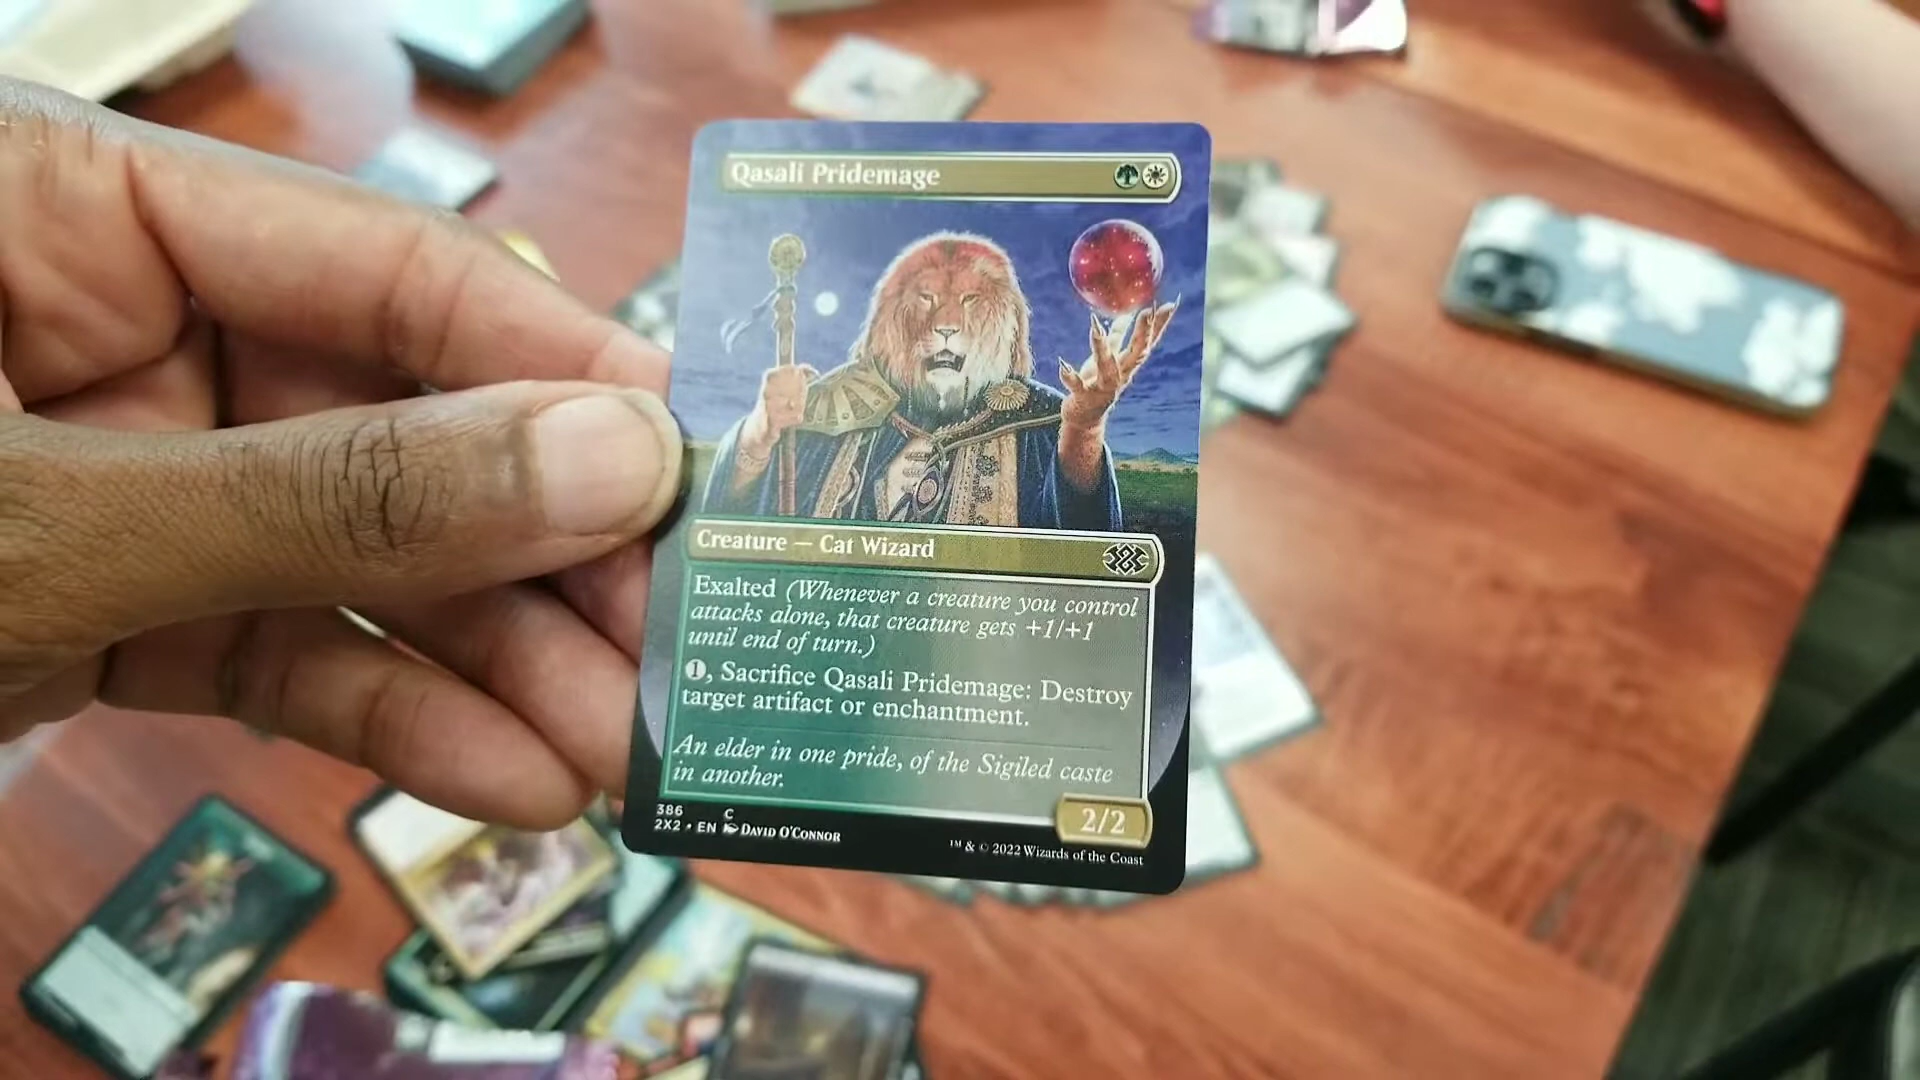 Qasali Pridemage
Creature — Cat Wizard
Exalted (Whenever a creature you control
attacks alone, that creature gets +1/+1
until end of turn.)
1, Sacrifice Qasali Pridemage: Destroy
target artifact or enchantment.
An elder in one pride, of the Sigiled caste
in another.
2/2
386 C
2X2 • EN DAVID O'CONNOR
™ & © 2022 Wizards of the Coast